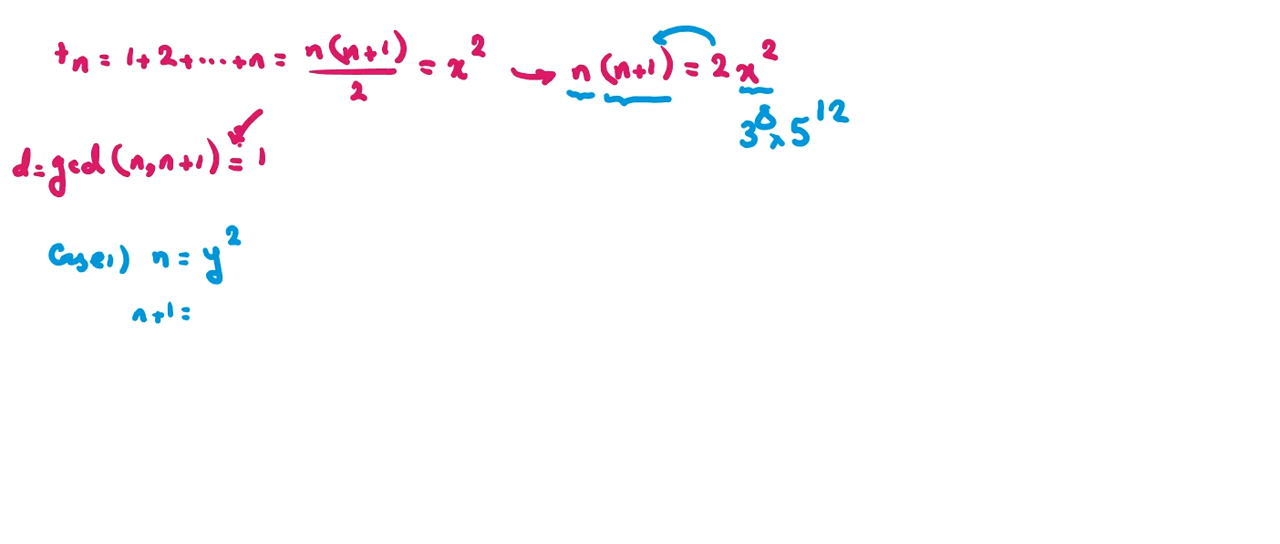 tn = 1+2+...+n = n(n+1)/2 = x² → n(n+1) = 2x²
3⁸ × 5¹²
d = gcd(n, n+1) = 1
Case 1) n = y²
n+1 =